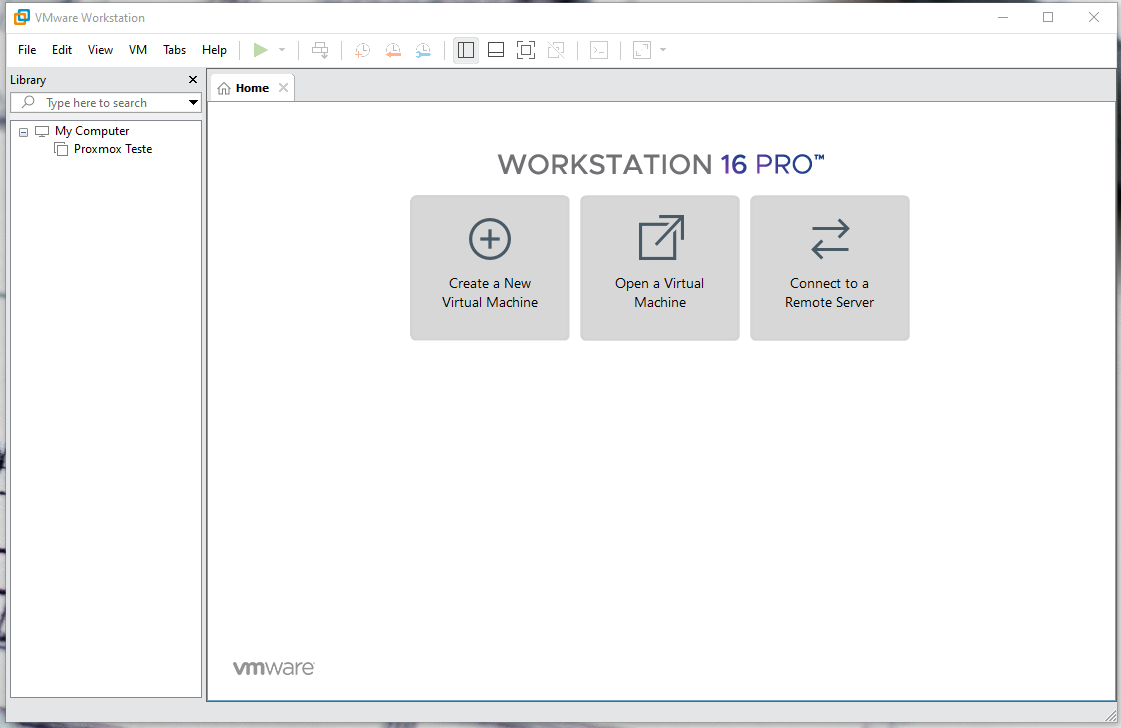 VMware Workstation
File Edit View VM Tabs Help
Library
Type here to search
My Computer
Proxmox Teste
Home
WORKSTATION 16 PRO™
Create a New
Virtual Machine
Open a Virtual
Machine
Connect to a
Remote Server
vmware